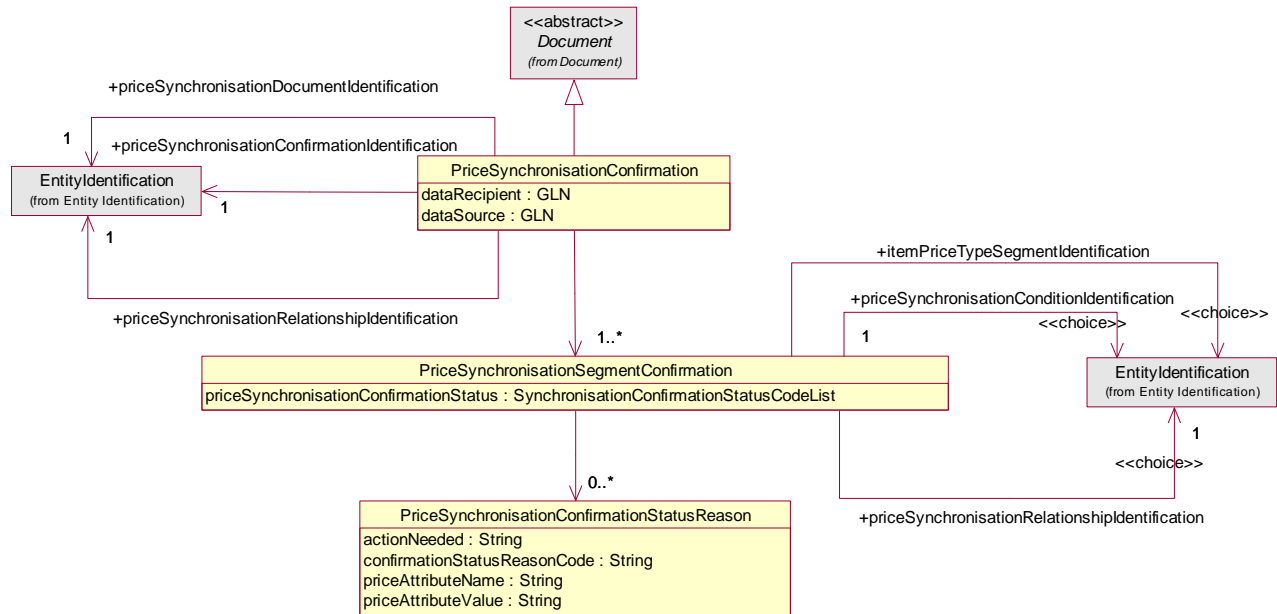 <<abstract>>
Document
(from Document)
+priceSynchronisationDocumentIdentification
1
+priceSynchronisationConfirmationIdentification
EntityIdentification
(from Entity Identification)
1
1
PriceSynchronisationConfirmation
dataRecipient : GLN
dataSource : GLN
+priceSynchronisationRelationshipIdentification
+itemPriceTypeSegmentIdentification
+priceSynchronisationConditionIdentification
<<choice>>
<<choice>>
1..*
1
PriceSynchronisationSegmentConfirmation
priceSynchronisationConfirmationStatus : SynchronisationConfirmationStatusCodeList
EntityIdentification
(from Entity Identification)
1
<<choice>>
+priceSynchronisationRelationshipIdentification
0..*
PriceSynchronisationConfirmationStatusReason
actionNeeded : String
confirmationStatusReasonCode : String
priceAttributeName : String
priceAttributeValue : String